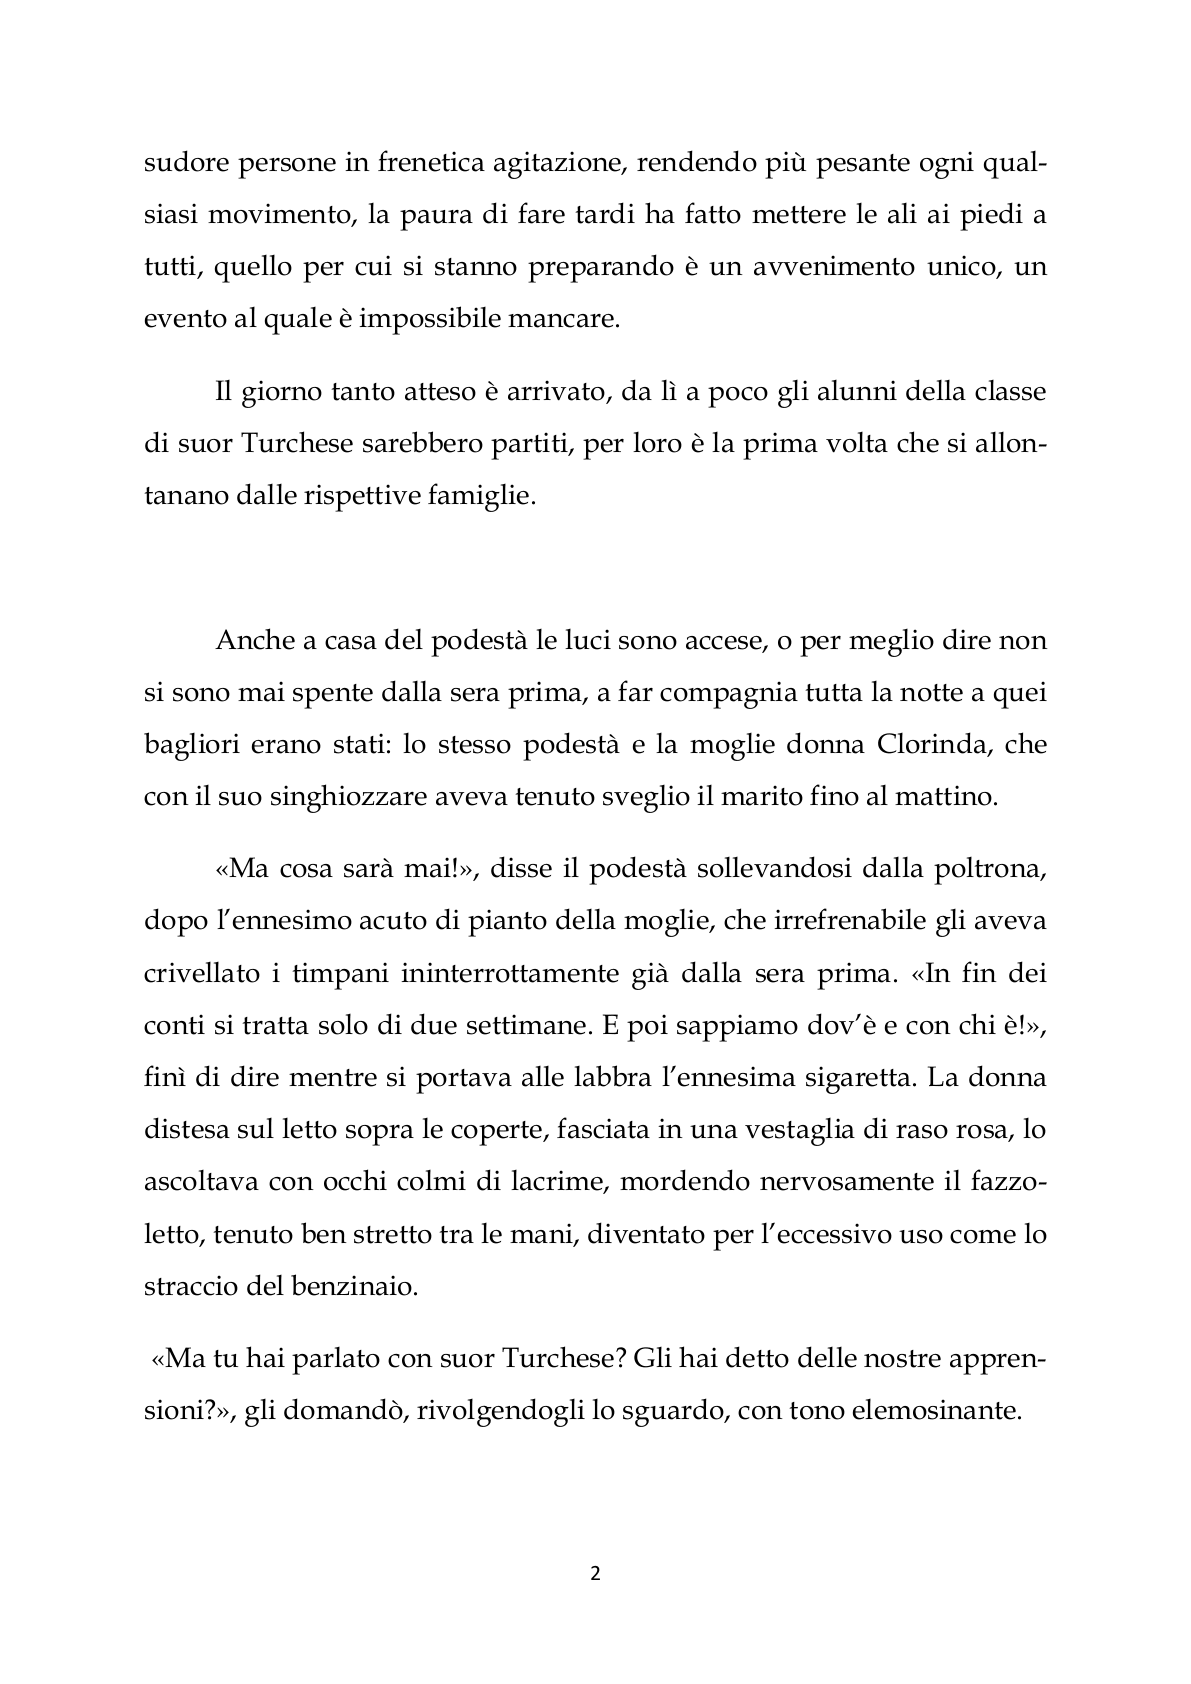 sudore persone in frenetica agitazione, rendendo più pesante ogni qual-
siasi movimento, la paura di fare tardi ha fatto mettere le ali ai piedi a
tutti, quello per cui si stanno preparando è un avvenimento unico, un
evento al quale è impossibile mancare.
Il giorno tanto atteso è arrivato, da lì a poco gli alunni della classe
di suor Turchese sarebbero partiti, per loro è la prima volta che si allon-
tanano dalle rispettive famiglie.
Anche a casa del podestà le luci sono accese, o per meglio dire non
si sono mai spente dalla sera prima, a far compagnia tutta la notte a quei
bagliori erano stati: lo stesso podestà e la moglie donna Clorinda, che
con il suo singhiozzare aveva tenuto sveglio il marito fino al mattino.
«Ma cosa sarà mai!», disse il podestà sollevandosi dalla poltrona,
dopo l’ennesimo acuto di pianto della moglie, che irrefrenabile gli aveva
crivellato i timpani ininterrottamente già dalla sera prima. «In fin dei
conti si tratta solo di due settimane. E poi sappiamo dov’è e con chi è!»,
finì di dire mentre si portava alle labbra l’ennesima sigaretta. La donna
distesa sul letto sopra le coperte, fasciata in una vestaglia di raso rosa, lo
ascoltava con occhi colmi di lacrime, mordendo nervosamente il fazzo-
letto, tenuto ben stretto tra le mani, diventato per l’eccessivo uso come lo
straccio del benzinaio.
«Ma tu hai parlato con suor Turchese? Gli hai detto delle nostre appren-
sioni?», gli domandò, rivolgendogli lo sguardo, con tono elemosinante.
2